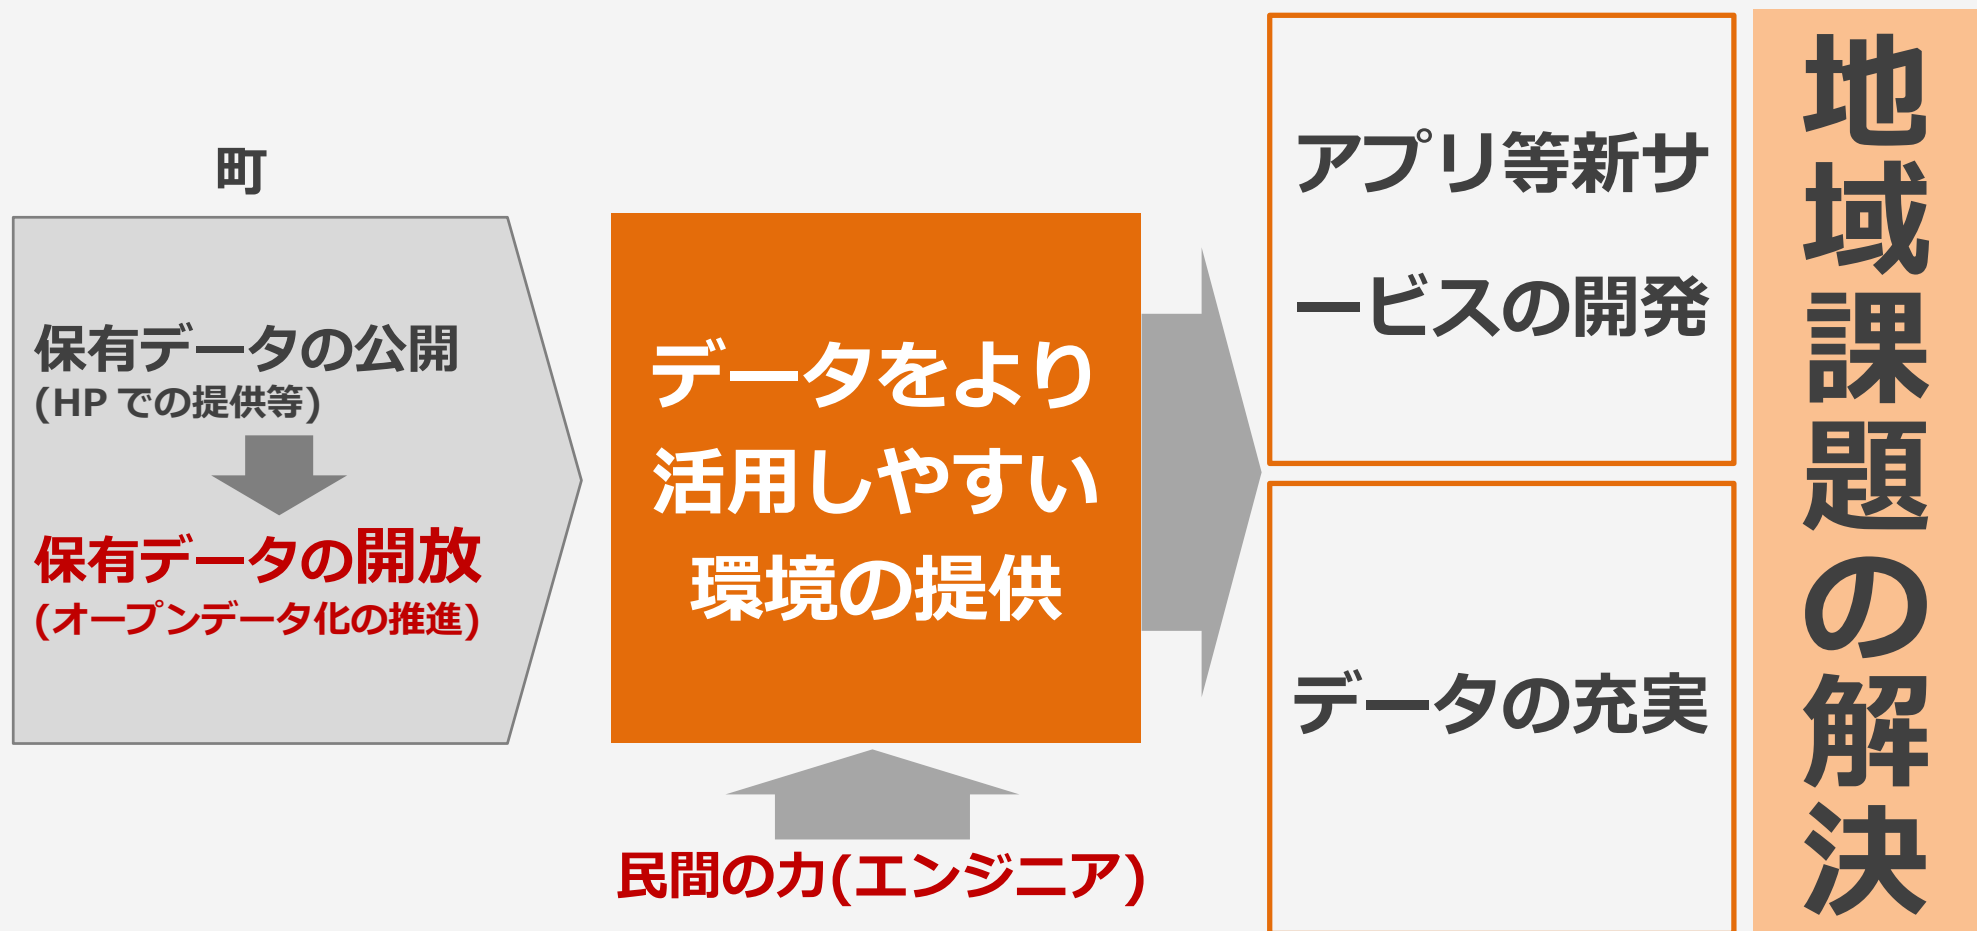 町
保有データの公開
(HP での提供等)
保有データの開放
(オープンデータ化の推進)
データをより
活用しやすい
環境の提供
民間の力(エンジニア)
アプリ等新サ
ービスの開発
データの充実
地域課題の解決